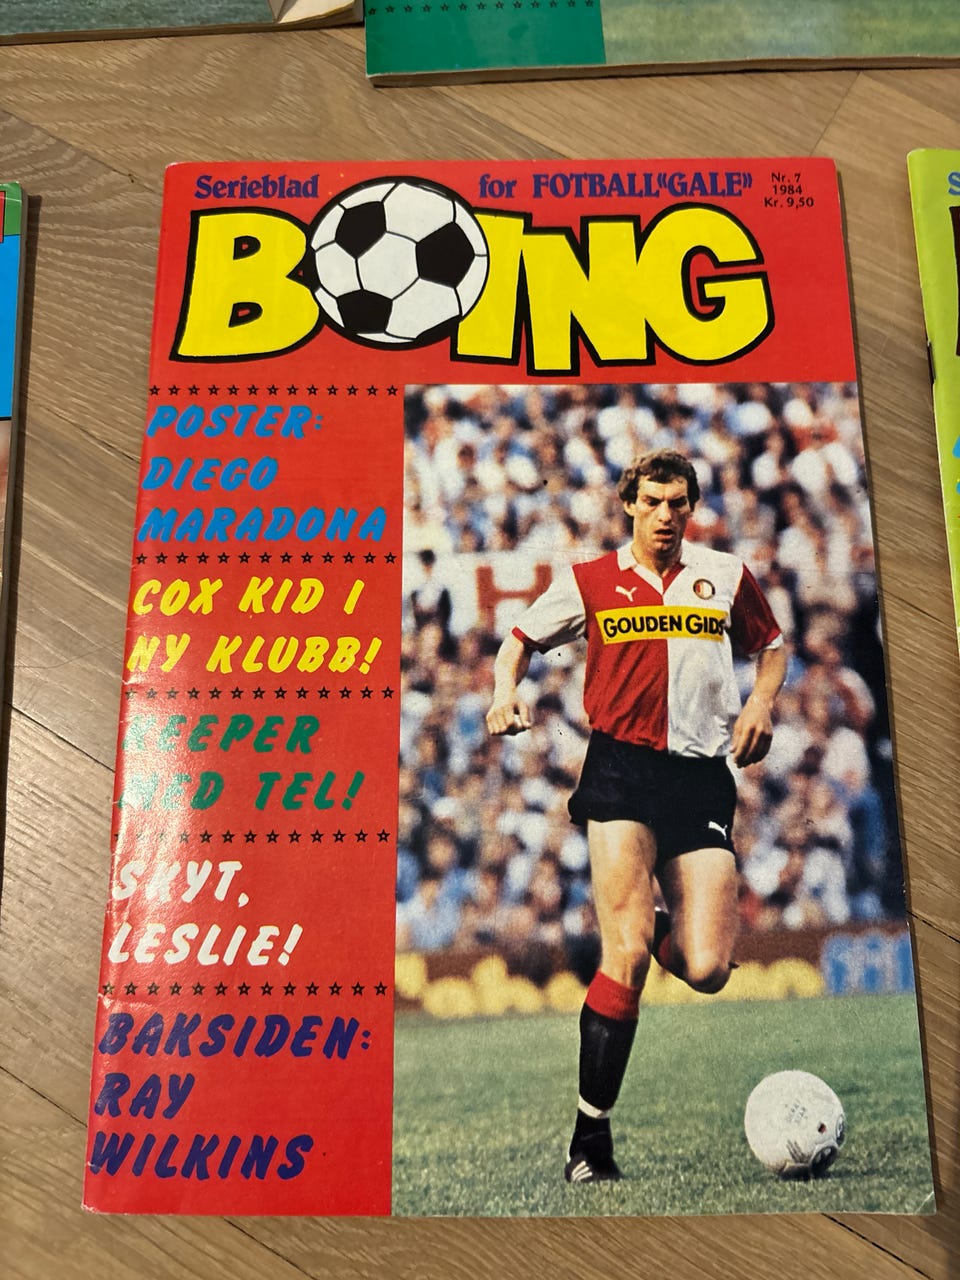 Serieblad for FOTBALL“GALE”
Nr. 7
1984
Kr. 9,50
BOING
POSTER:
DIEGO
MARADONA
COX KID I
NY KLUBB!
KEEPER
MED TEL!
SKYT,
LESLIE!
BAKSIDEN:
RAY
WILKINS
H
GOUDEN GIDS